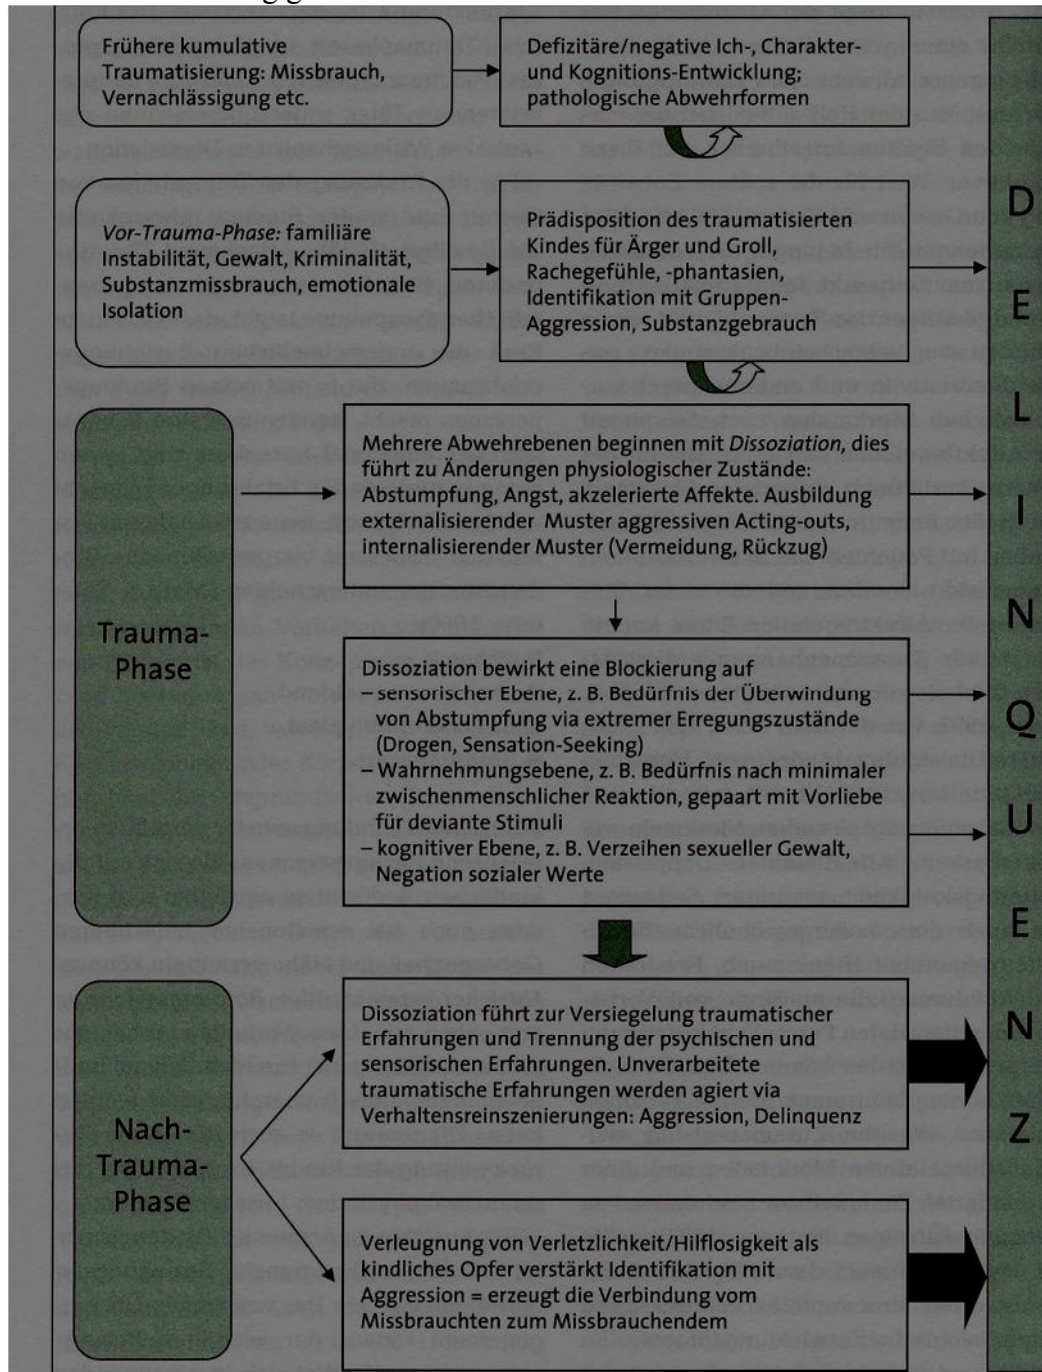 Frühere kumulative
Traumatisierung: Missbrauch,
Vernachlässigung etc.
Defizitäre/negative Ich-, Charakter-
und Kognitions-Entwicklung;
pathologische Abwehrformen
Vor-Trauma-Phase: familiäre
Instabilität, Gewalt, Kriminalität,
Substanzmissbrauch, emotionale
Isolation
Prädisposition des traumatisierten
Kindes für Ärger und Groll,
Rachegefühle, -phantasien,
Identifikation mit Gruppen-
Aggression, Substanzgebrauch
Trauma-
Phase
Mehrere Abwehrebenen beginnen mit Dissoziation, dies
führt zu Änderungen physiologischer Zustände:
Abstumpfung, Angst, akzelerierte Affekte. Ausbildung
externalisierender Muster aggressiven Acting-outs,
internalisierender Muster (Vermeidung, Rückzug)
Dissoziation bewirkt eine Blockierung auf
– sensorischer Ebene, z. B. Bedürfnis der Überwindung
von Abstumpfung via extremer Erregungszustände
(Drogen, Sensation-Seeking)
– Wahrnehmungsebene, z. B. Bedürfnis nach minimaler
zwischenmenschlicher Reaktion, gepaart mit Vorliebe
für deviante Stimuli
– kognitiver Ebene, z. B. Verzeihen sexueller Gewalt,
Negation sozialer Werte
Nach-
Trauma-
Phase
Dissoziation führt zur Versiegelung traumatischer
Erfahrungen und Trennung der psychischen und
sensorischen Erfahrungen. Unverarbeitete
traumatische Erfahrungen werden agiert via
Verhaltensreinszenierungen: Aggression, Delinquenz
Verleugnung von Verletzlichkeit/Hilflosigkeit als
kindliches Opfer verstärkt Identifikation mit
Aggression = erzeugt die Verbindung vom
Missbrauchten zum Missbrauchendem
D
E
L
I
N
Q
U
E
N
Z